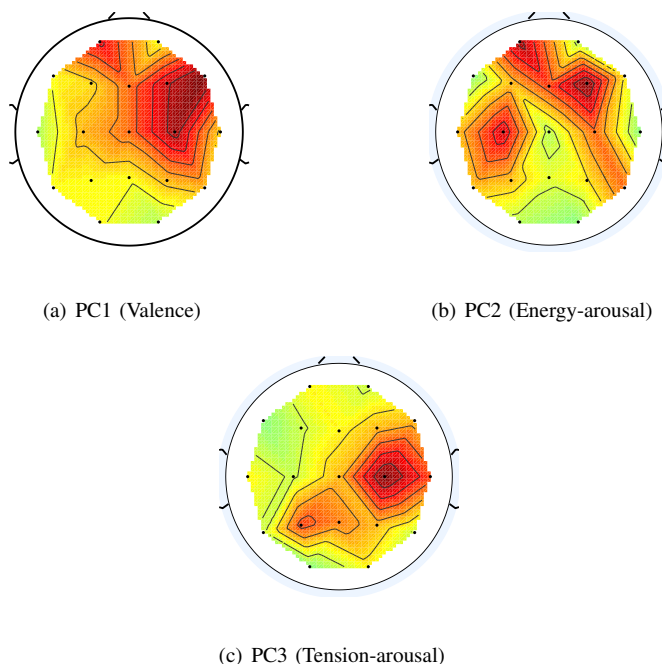 (a) PC1 (Valence)
(b) PC2 (Energy-arousal)
(c) PC3 (Tension-arousal)